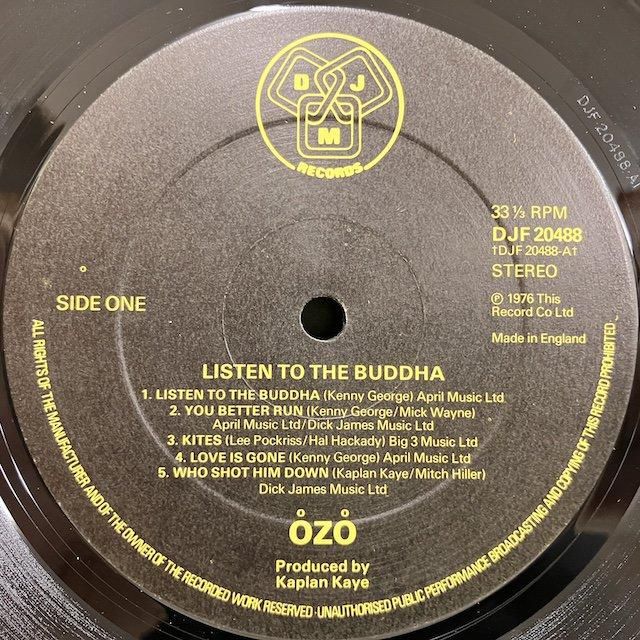 D J
M
RECORDS
DJF 20488-A1
33 ⅓ RPM
DJF 20488
†DJF 20488-A†
STEREO
SIDE ONE
℗ 1976 This
Record Co Ltd
Made in England
LISTEN TO THE BUDDHA
1. LISTEN TO THE BUDDHA (Kenny George) April Music Ltd
2. YOU BETTER RUN (Kenny George/Mick Wayne)
April Music Ltd/Dick James Music Ltd
3. KITES (Lee Pockriss/Hal Hackady) Big 3 Music Ltd
4. LOVE IS GONE (Kenny George) April Music Ltd
5. WHO SHOT HIM DOWN (Kaplan Kaye/Mitch Hiller)
Dick James Music Ltd
O̊ZO̊
Produced by
Kaplan Kaye
ALL RIGHTS OF THE MANUFACTURER AND OF THE OWNER OF THE RECORDED WORK RESERVED · UNAUTHORISED PUBLIC PERFORMANCE BROADCASTING AND COPYING OF THIS RECORD PROHIBITED.